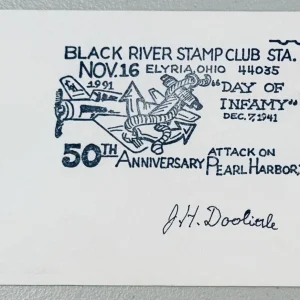 BLACK RIVER STAMP CLUB STA.
NOV. 16 ELYRIA, OHIO 44035
1991 "DAY OF
INFAMY"
DEC. 7, 1941
50TH ANNIVERSARY ATTACK ON
PEARL HARBOR
J.H. Doolittle